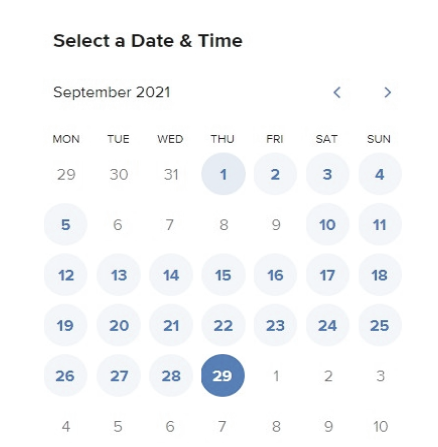 Select a Date & Time
September 2021
MON TUE WED THU FRI SAT SUN
29 30 31 1 2 3 4
5 6 7 8 9 10 11
12 13 14 15 16 17 18
19 20 21 22 23 24 25
26 27 28 29 1 2 3
4 5 6 7 8 9 10